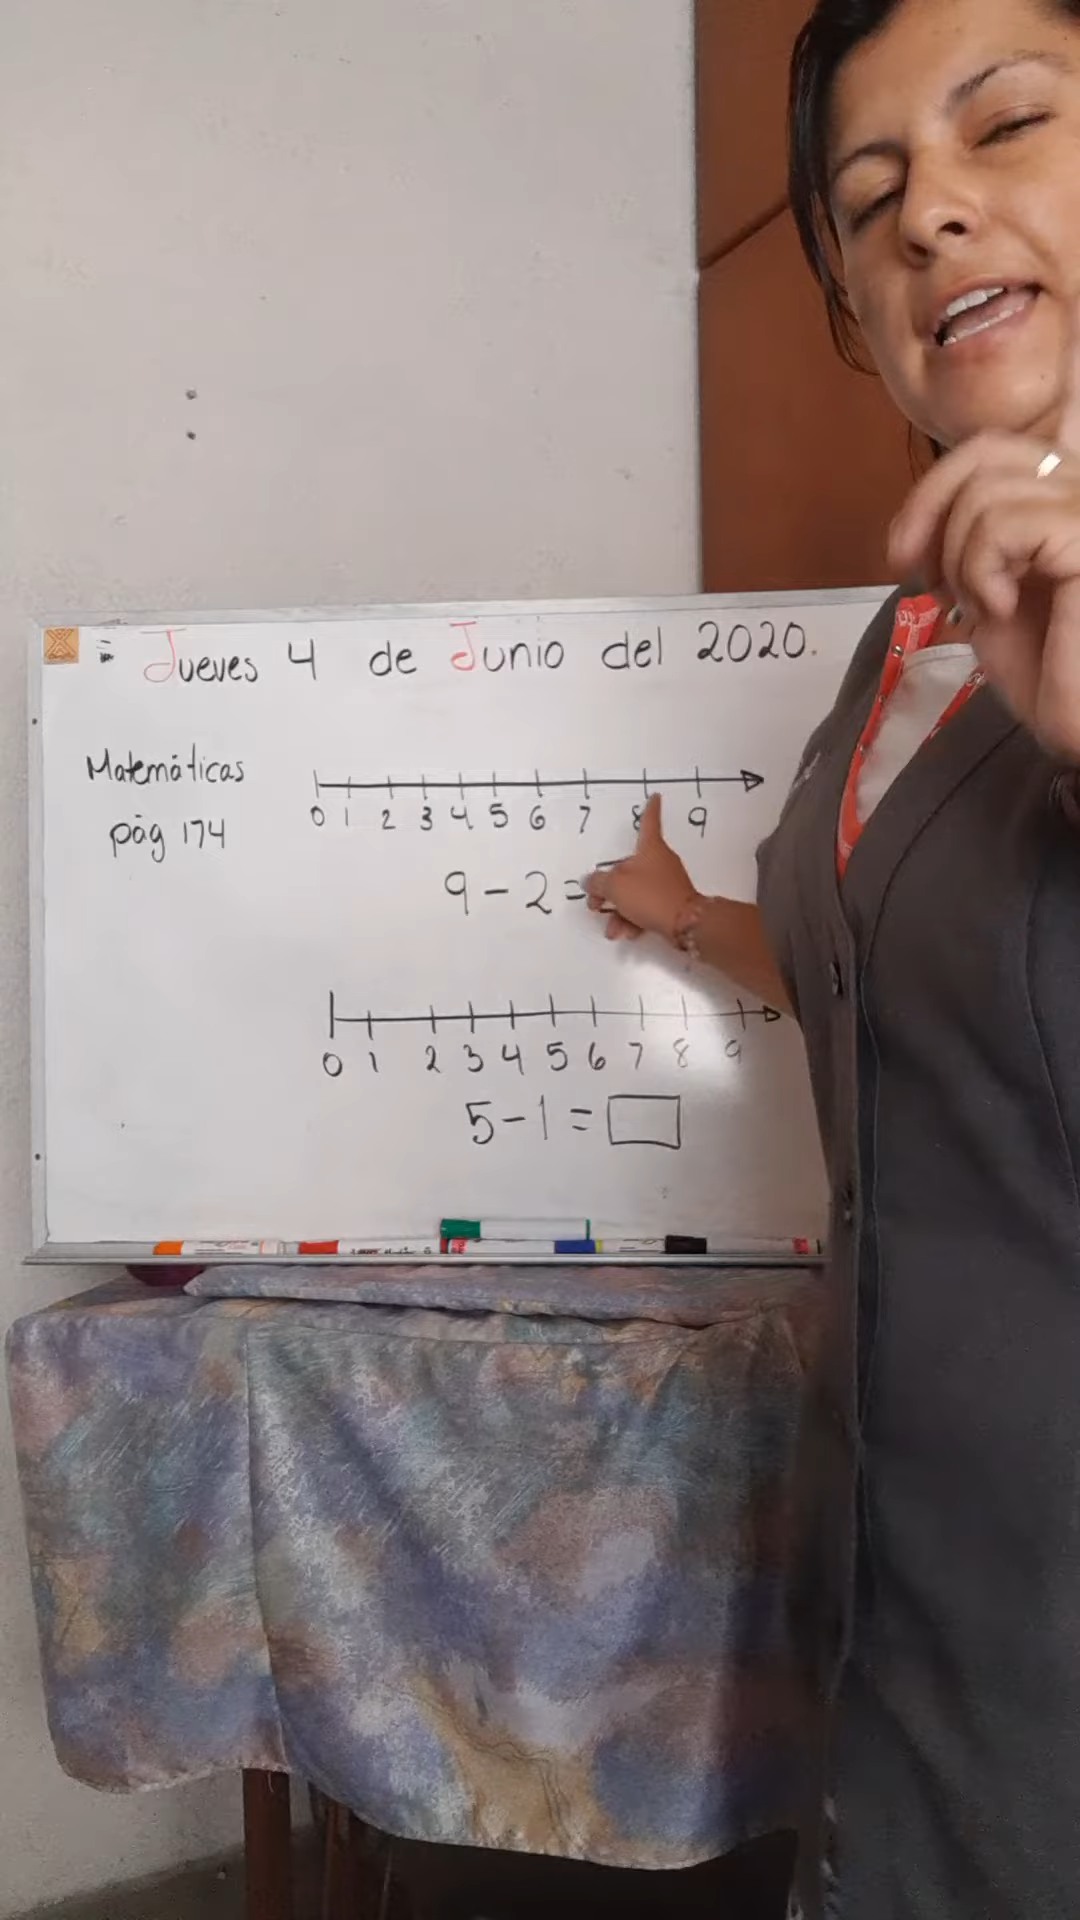 Jueves 4 de Junio del 2020.
Matemáticas
pág 174
0 1 2 3 4 5 6 7 8 9
9 - 2 =
0 1 2 3 4 5 6 7 8 9
5 - 1 =